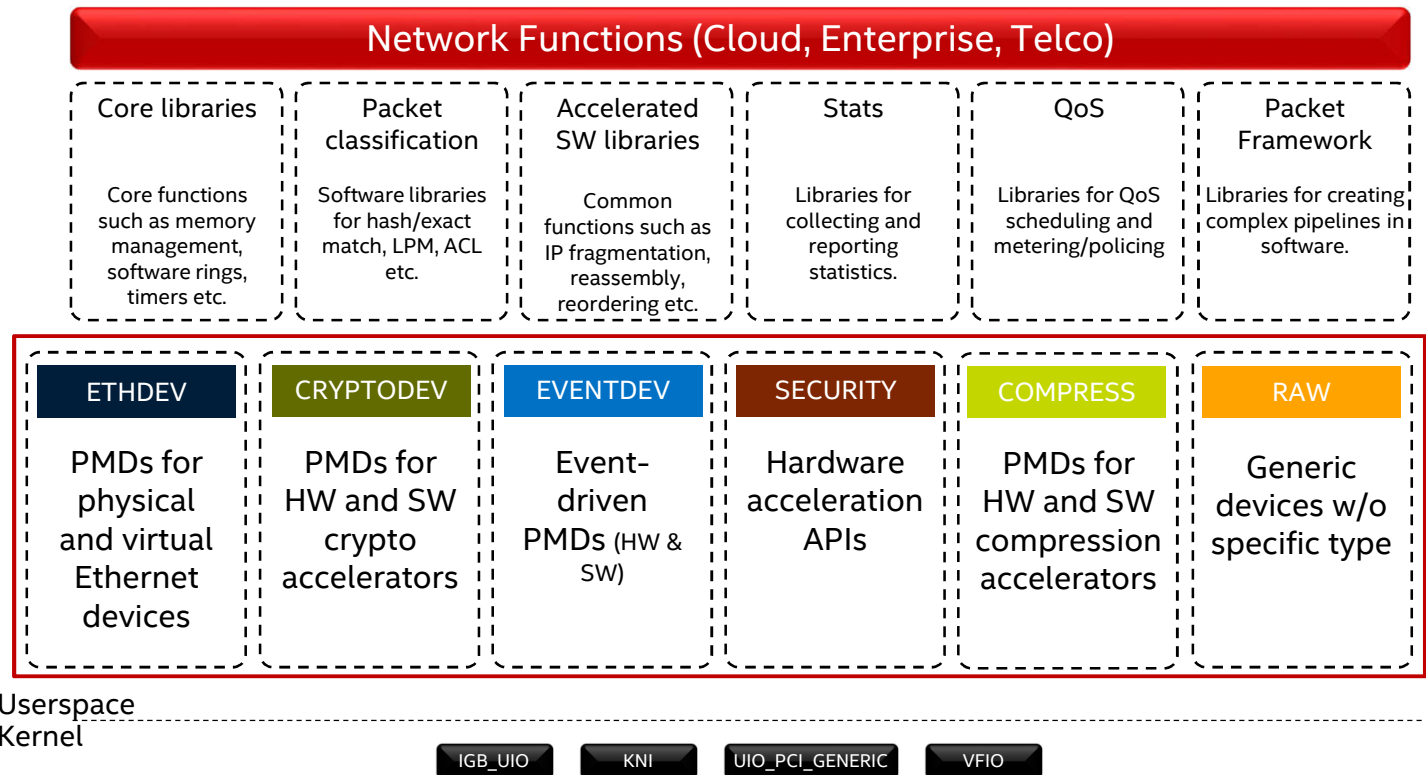 Network Functions (Cloud, Enterprise, Telco)
Core libraries
Core functions
such as memory
management,
software rings,
timers etc.
Packet
classification
Software libraries
for hash/exact
match, LPM, ACL
etc.
Accelerated
SW libraries
Common
functions such as
IP fragmentation,
reassembly,
reordering etc.
Stats
Libraries for
collecting and
reporting
statistics.
QoS
Libraries for QoS
scheduling and
metering/policing
Packet
Framework
Libraries for creating
complex pipelines in
software.
ETHDEV
PMDs for
physical
and virtual
Ethernet
devices
CRYPTODEV
PMDs for
HW and SW
crypto
accelerators
EVENTDEV
Event-
driven
PMDs (HW &
SW)
SECURITY
Hardware
acceleration
APIs
COMPRESS
PMDs for
HW and SW
compression
accelerators
RAW
Generic
devices w/o
specific type
Userspace
Kernel
IGB_UIO
KNI
UIO_PCI_GENERIC
VFIO